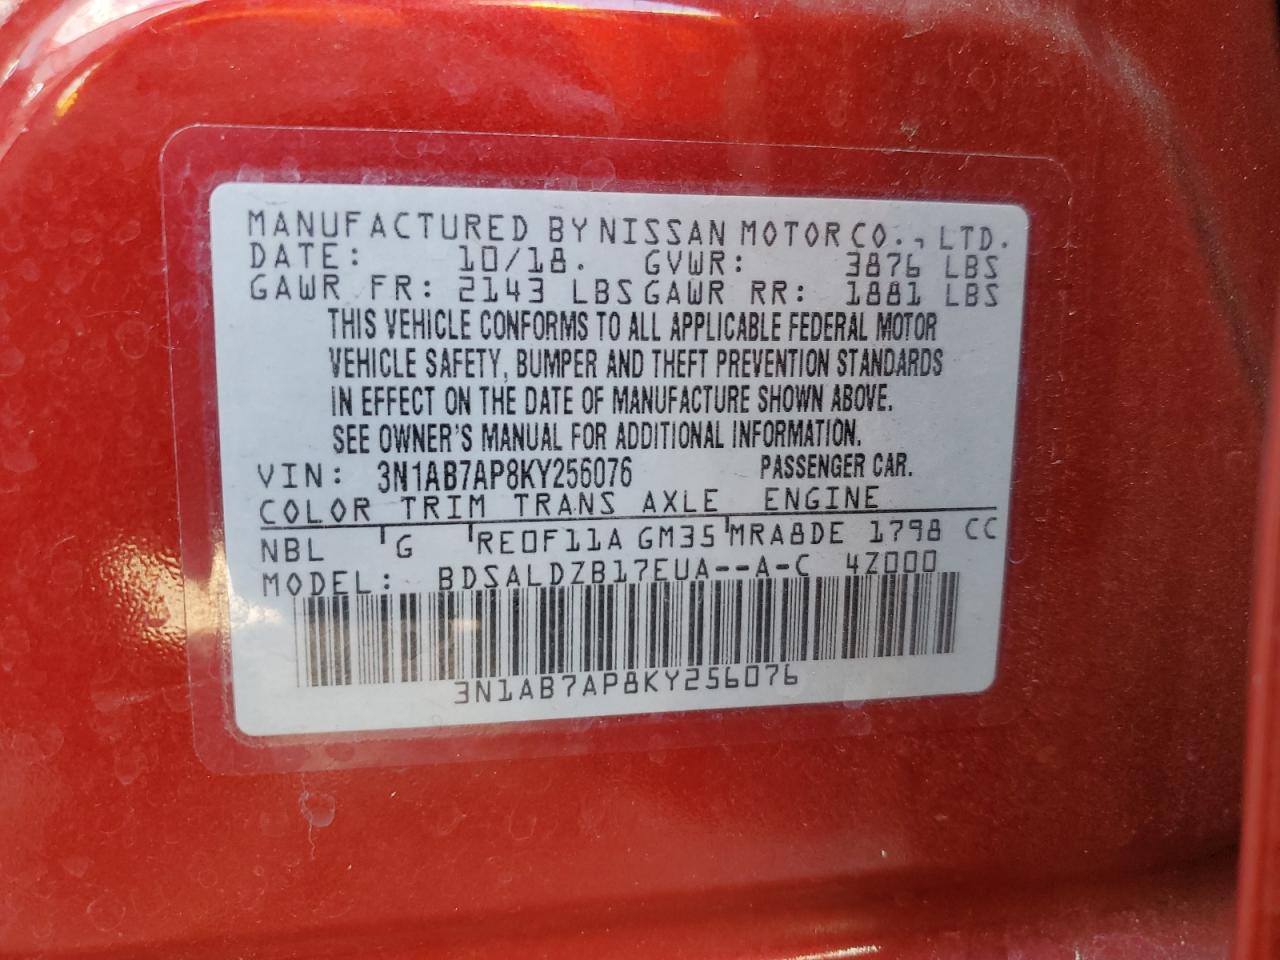 MANUFACTURED BY NISSAN MOTOR CO., LTD.
DATE: 10/18. GVWR: 3876 LBS
GAWR FR: 2143 LBS GAWR RR: 1881 LBS
THIS VEHICLE CONFORMS TO ALL APPLICABLE FEDERAL MOTOR
VEHICLE SAFETY, BUMPER AND THEFT PREVENTION STANDARDS
IN EFFECT ON THE DATE OF MANUFACTURE SHOWN ABOVE.
SEE OWNER'S MANUAL FOR ADDITIONAL INFORMATION.
VIN: 3N1AB7AP8KY256076 PASSENGER CAR.
COLOR TRIM TRANS AXLE ENGINE
NBL G RE0F11A GM35 MRA8DE 1798 CC
MODEL: BDSALDZB17EUA--A-C 4Z000
3N1AB7AP8KY256076